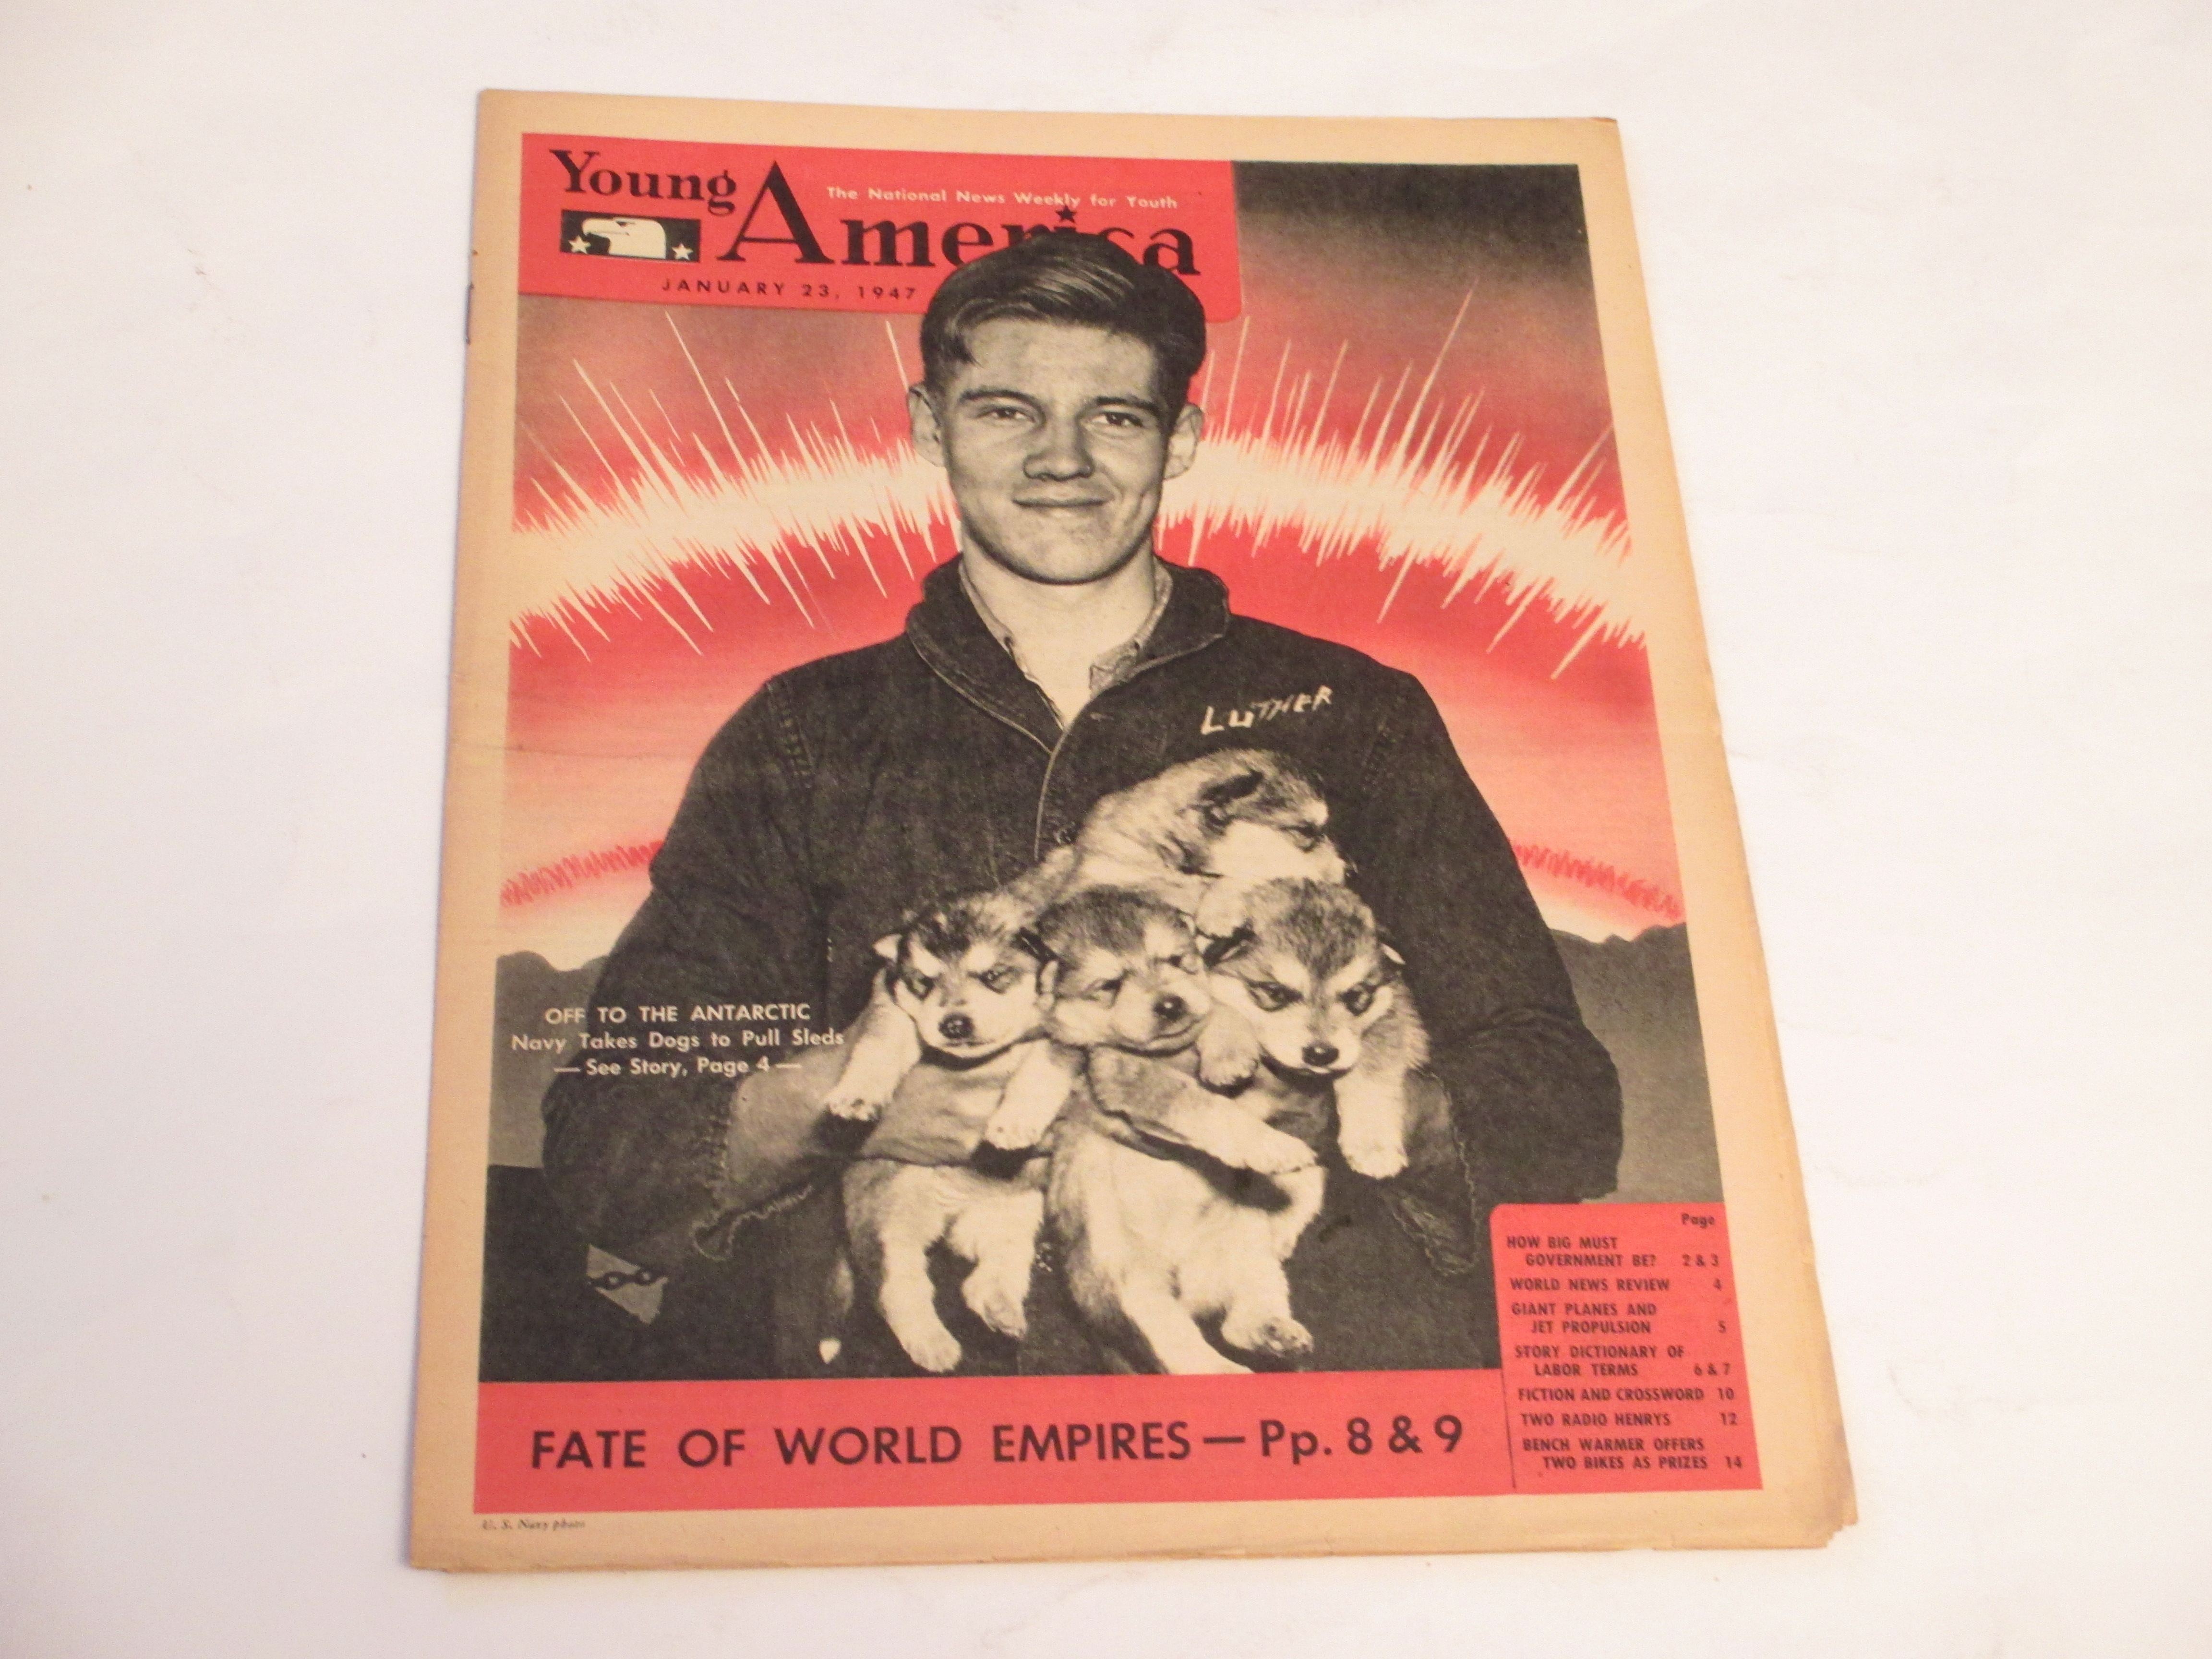 Young
America
The National News Weekly for Youth
JANUARY 23, 1947
LUTHER
OFF TO THE ANTARCTIC
Navy Takes Dogs to Pull Sleds
— See Story, Page 4 —
Page
HOW BIG MUST
GOVERNMENT BE? 2 & 3
WORLD NEWS REVIEW 4
GIANT PLANES AND
JET PROPULSION 5
STORY DICTIONARY OF
LABOR TERMS 6 & 7
FICTION AND CROSSWORD 10
TWO RADIO HENRYS 12
BENCH WARMER OFFERS
TWO BIKES AS PRIZES 14
FATE OF WORLD EMPIRES — Pp. 8 & 9
U. S. Navy photo